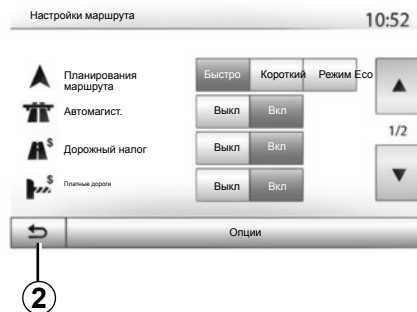 Настройки маршрута 10:52
Планирования маршрута Быстро Короткий Режим Eco
Автомагист. Выкл Вкл
1/2
$ Дорожный налог Выкл Вкл
$ Платные дороги Выкл Вкл
Опции
2